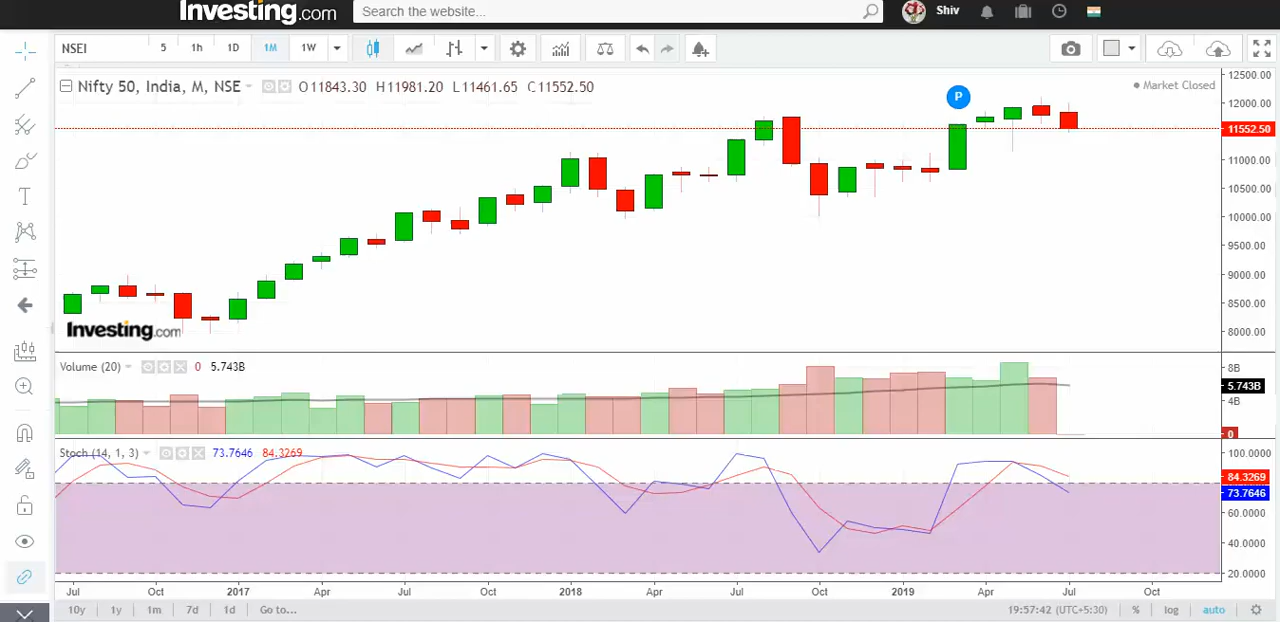 Investing.com Search the website... Shiv
NSEI 5 1h 1D 1M 1W
Nifty 50, India, M, NSE O11843.30 H11981.20 L11461.65 C11552.50
P
Market Closed
12500.00
12000.00
11552.50
11000.00
10500.00
10000.00
9500.00
9000.00
8500.00
8000.00
Investing.com
Volume (20) 0 5.743B
8B
5.743B
4B
0
Stoch (14, 1, 3) 73.7646 84.3269
100.0000
84.3269
73.7646
60.0000
40.0000
20.0000
Jul Oct 2017 Apr Jul Oct 2018 Apr Jul Oct 2019 Apr Jul Oct
10y 1y 1m 7d 1d Go to... 19:57:42 (UTC+5:30) % log auto